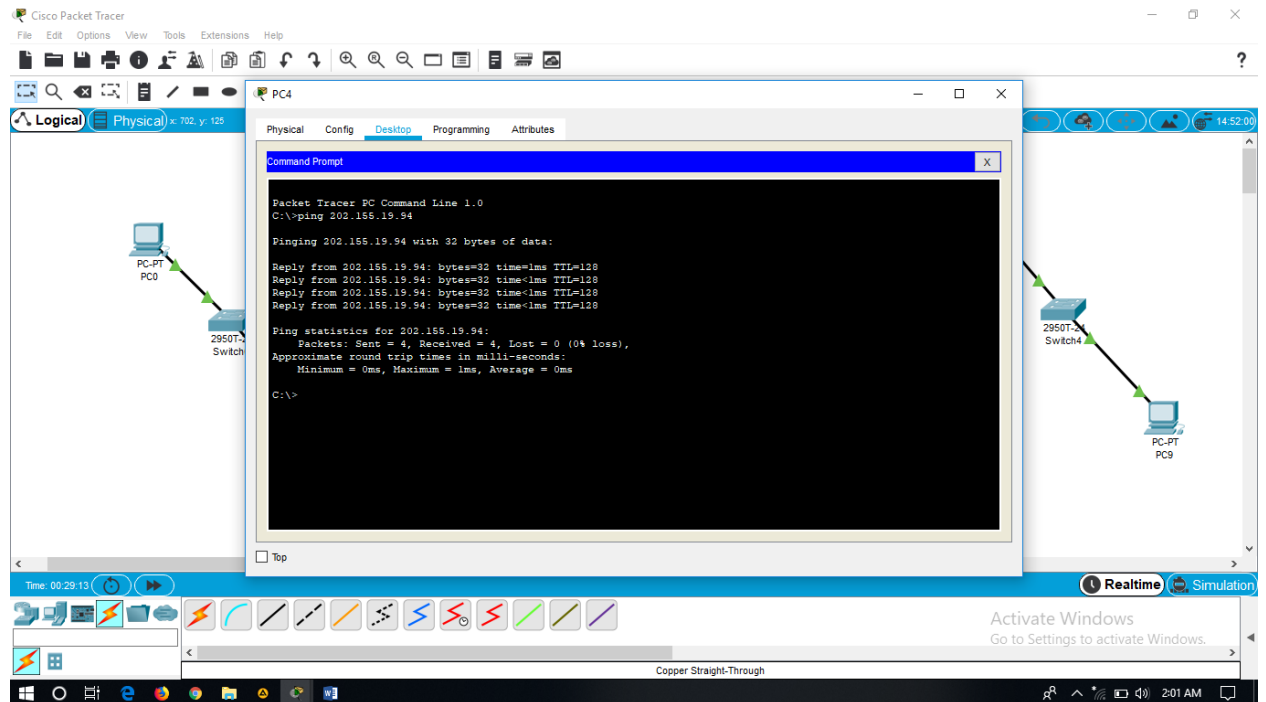 Cisco Packet Tracer
File Edit Options View Tools Extensions Help
?
PC4
Logical
Physical
x: 702, y: 125
14:52:00
Physical Config Desktop Programming Attributes
Command Prompt
X
Packet Tracer PC Command Line 1.0
C:\>ping 202.155.19.94
Pinging 202.155.19.94 with 32 bytes of data:
Reply from 202.155.19.94: bytes=32 time=1ms TTL=128
Reply from 202.155.19.94: bytes=32 time<1ms TTL=128
Reply from 202.155.19.94: bytes=32 time<1ms TTL=128
Reply from 202.155.19.94: bytes=32 time<1ms TTL=128
Ping statistics for 202.155.19.94:
Packets: Sent = 4, Received = 4, Lost = 0 (0% loss),
Approximate round trip times in milli-seconds:
Minimum = 0ms, Maximum = 1ms, Average = 0ms
C:\>
PC-PT
PC0
2950T-2
Switch
2950T-24
Switch4
PC-PT
PC9
Top
Time: 00:29:13
Realtime
Simulation
Activate Windows
Go to Settings to activate Windows.
Copper Straight-Through
2:01 AM